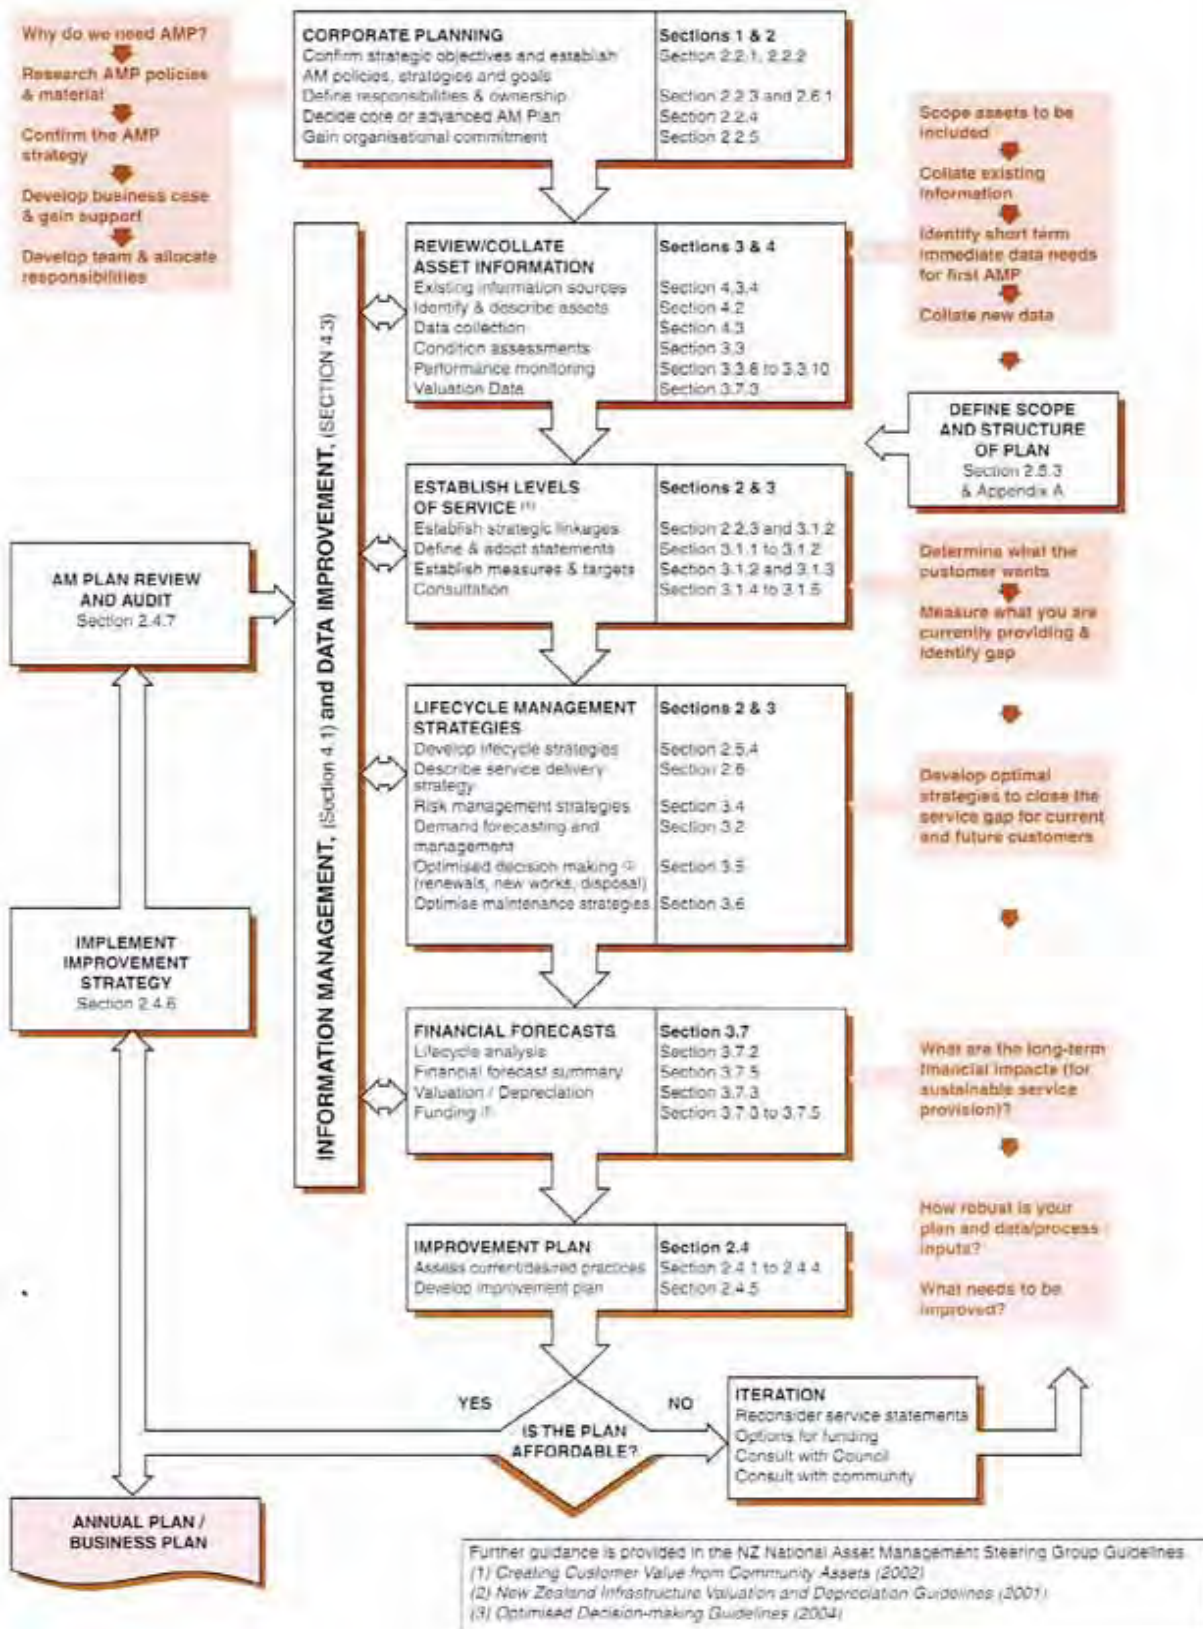 Why do we need AMP?
Research AMP policies
& material
Confirm the AMP
strategy
Develop business case
& gain support
Develop team & allocate
responsibilities
CORPORATE PLANNING Sections 1 & 2
Confirm strategic objectives and establish Section 2.2.1, 2.2.2
AM policies, strategies and goals
Define responsibilities & ownership Section 2.2.3 and 2.6.1
Decide core or advanced AM Plan Section 2.2.4
Gain organisational commitment Section 2.2.5
Scope assets to be
included
Collate existing
information
Identify short term
immediate data needs
for first AMP
Collate new data
REVIEW/COLLATE Sections 3 & 4
ASSET INFORMATION
Existing information sources Section 4.3.4
Identify & describe assets Section 4.2
Data collection Section 4.3
Condition assessments Section 3.3
Performance monitoring Section 3.3.8 to 3.3.10
Valuation Data Section 3.7.3
DEFINE SCOPE
AND STRUCTURE
OF PLAN
Section 2.5.3
& Appendix A
INFORMATION MANAGEMENT, (Section 4.1) and DATA IMPROVEMENT, (SECTION 4.3)
ESTABLISH LEVELS Sections 2 & 3
OF SERVICE (1)
Establish strategic linkages Section 2.2.3 and 3.1.2
Define & adopt statements Section 3.1.1 to 3.1.2
Establish measures & targets Section 3.1.2 and 3.1.3
Consultation Section 3.1.4 to 3.1.5
Determine what the
customer wants
Measure what you are
currently providing &
identify gap
AM PLAN REVIEW
AND AUDIT
Section 2.4.7
LIFECYCLE MANAGEMENT Sections 2 & 3
STRATEGIES
Develop lifecycle strategies Section 2.5.4
Describe service delivery Section 2.6
strategy
Risk management strategies Section 3.4
Demand forecasting and Section 3.2
management
Optimised decision making Section 3.5
(renewals, new works, disposal)
Optimise maintenance strategies Section 3.6
Develop optimal
strategies to close the
service gap for current
and future customers
IMPLEMENT
IMPROVEMENT
STRATEGY
Section 2.4.6
FINANCIAL FORECASTS Section 3.7
Lifecycle analysis Section 3.7.2
Financial forecast summary Section 3.7.5
Valuation / Depreciation Section 3.7.3
Funding Section 3.7.3 to 3.7.5
What are the long-term
financial impacts (for
sustainable service
provision)?
IMPROVEMENT PLAN Section 2.4
Assess current/desired practices Section 2.4.1 to 2.4.4
Develop improvement plan Section 2.4.5
How robust is your
plan and data/process
inputs?
What needs to be
improved?
YES
NO
IS THE PLAN
AFFORDABLE?
ITERATION
Reconsider service statements
Options for funding
Consult with Council
Consult with community
ANNUAL PLAN /
BUSINESS PLAN
Further guidance is provided in the NZ National Asset Management Steering Group Guidelines
(1) Creating Customer Value from Community Assets (2002)
(2) New Zealand Infrastructure Valuation and Depreciation Guidelines (2001)
(3) Optimised Decision-making Guidelines (2004)